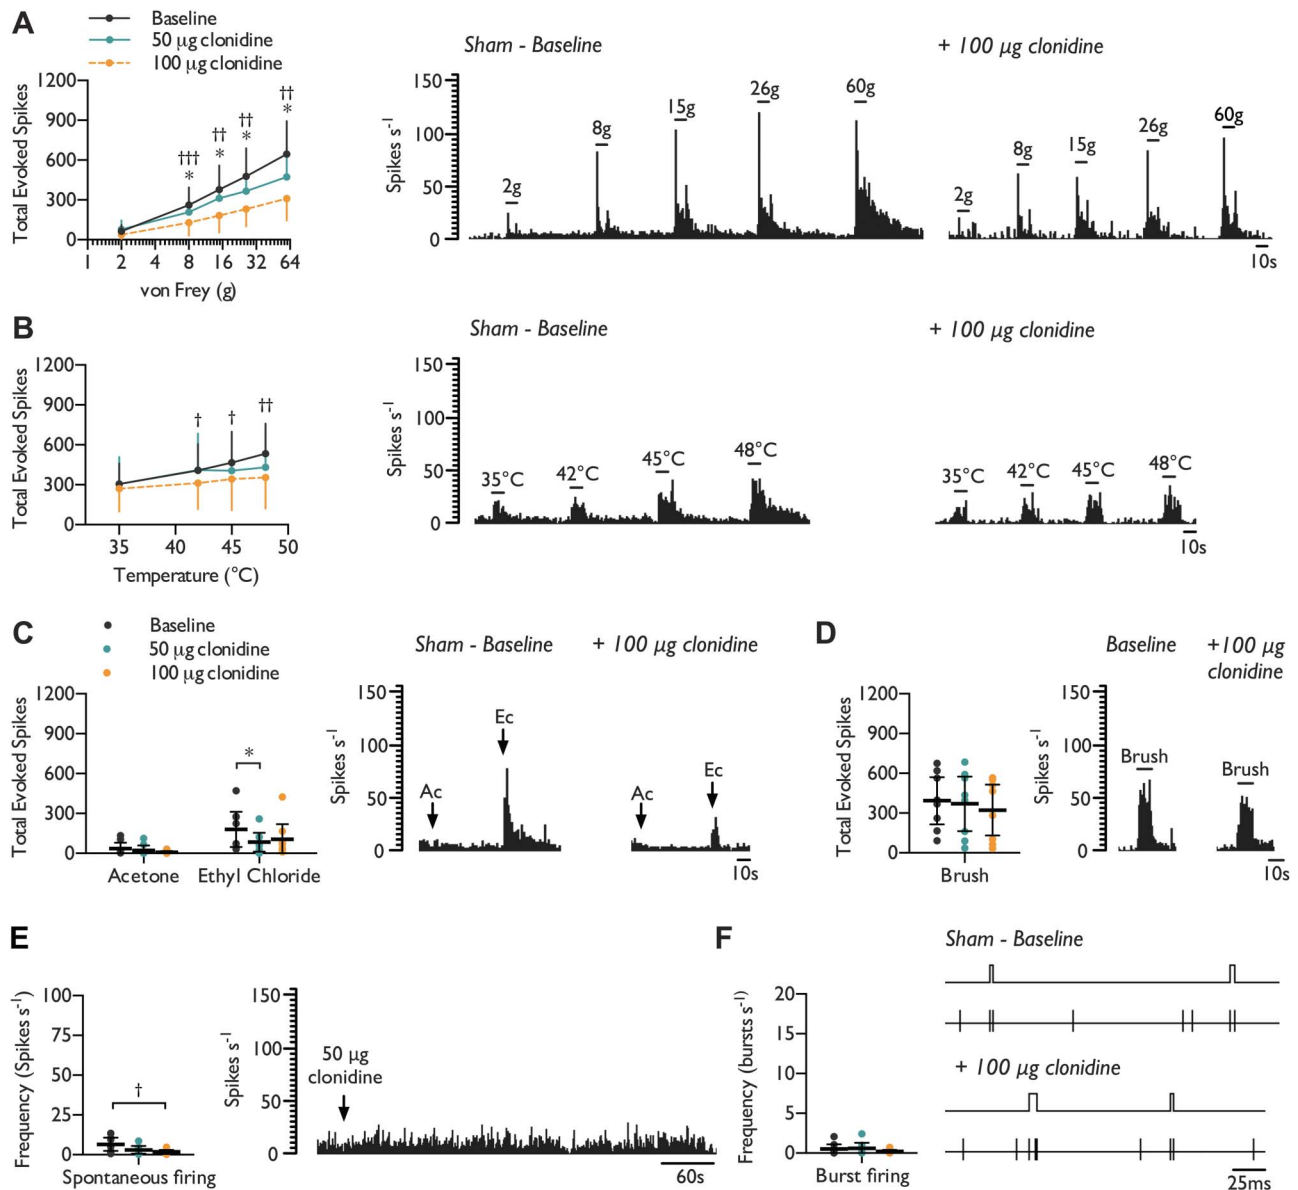 A
Baseline
50 µg clonidine
100 µg clonidine
Total Evoked Spikes
1200
900
600
300
0
††
*
††
*
††
*
†††
*
1 2 4 8 16 32 64
von Frey (g)
Sham - Baseline
+ 100 µg clonidine
Spikes s⁻¹
150
100
50
0
2g
8g
15g
26g
60g
2g
8g
15g
26g
60g
10s
B
Total Evoked Spikes
1200
900
600
300
0
† † ††
35 40 45 50
Temperature (°C)
Sham - Baseline
+ 100 µg clonidine
Spikes s⁻¹
150
100
50
0
35°C
42°C
45°C
48°C
35°C
42°C
45°C
48°C
10s
C
Baseline
50 µg clonidine
100 µg clonidine
Total Evoked Spikes
1200
900
600
300
0
*
Acetone Ethyl Chloride
Sham - Baseline
+ 100 µg clonidine
Spikes s⁻¹
150
100
50
0
Ac
Ec
Ac
Ec
10s
D
Total Evoked Spikes
1200
900
600
300
0
Brush
Baseline
+100 µg
clonidine
Spikes s⁻¹
150
100
50
0
Brush
Brush
10s
E
Frequency (Spikes s⁻¹)
100
75
50
25
0
†
Spontaneous firing
Spikes s⁻¹
150
100
50
0
50 µg
clonidine
60s
F
Frequency (bursts s⁻¹)
20
15
10
5
0
Burst firing
Sham - Baseline
+ 100 µg clonidine
25ms